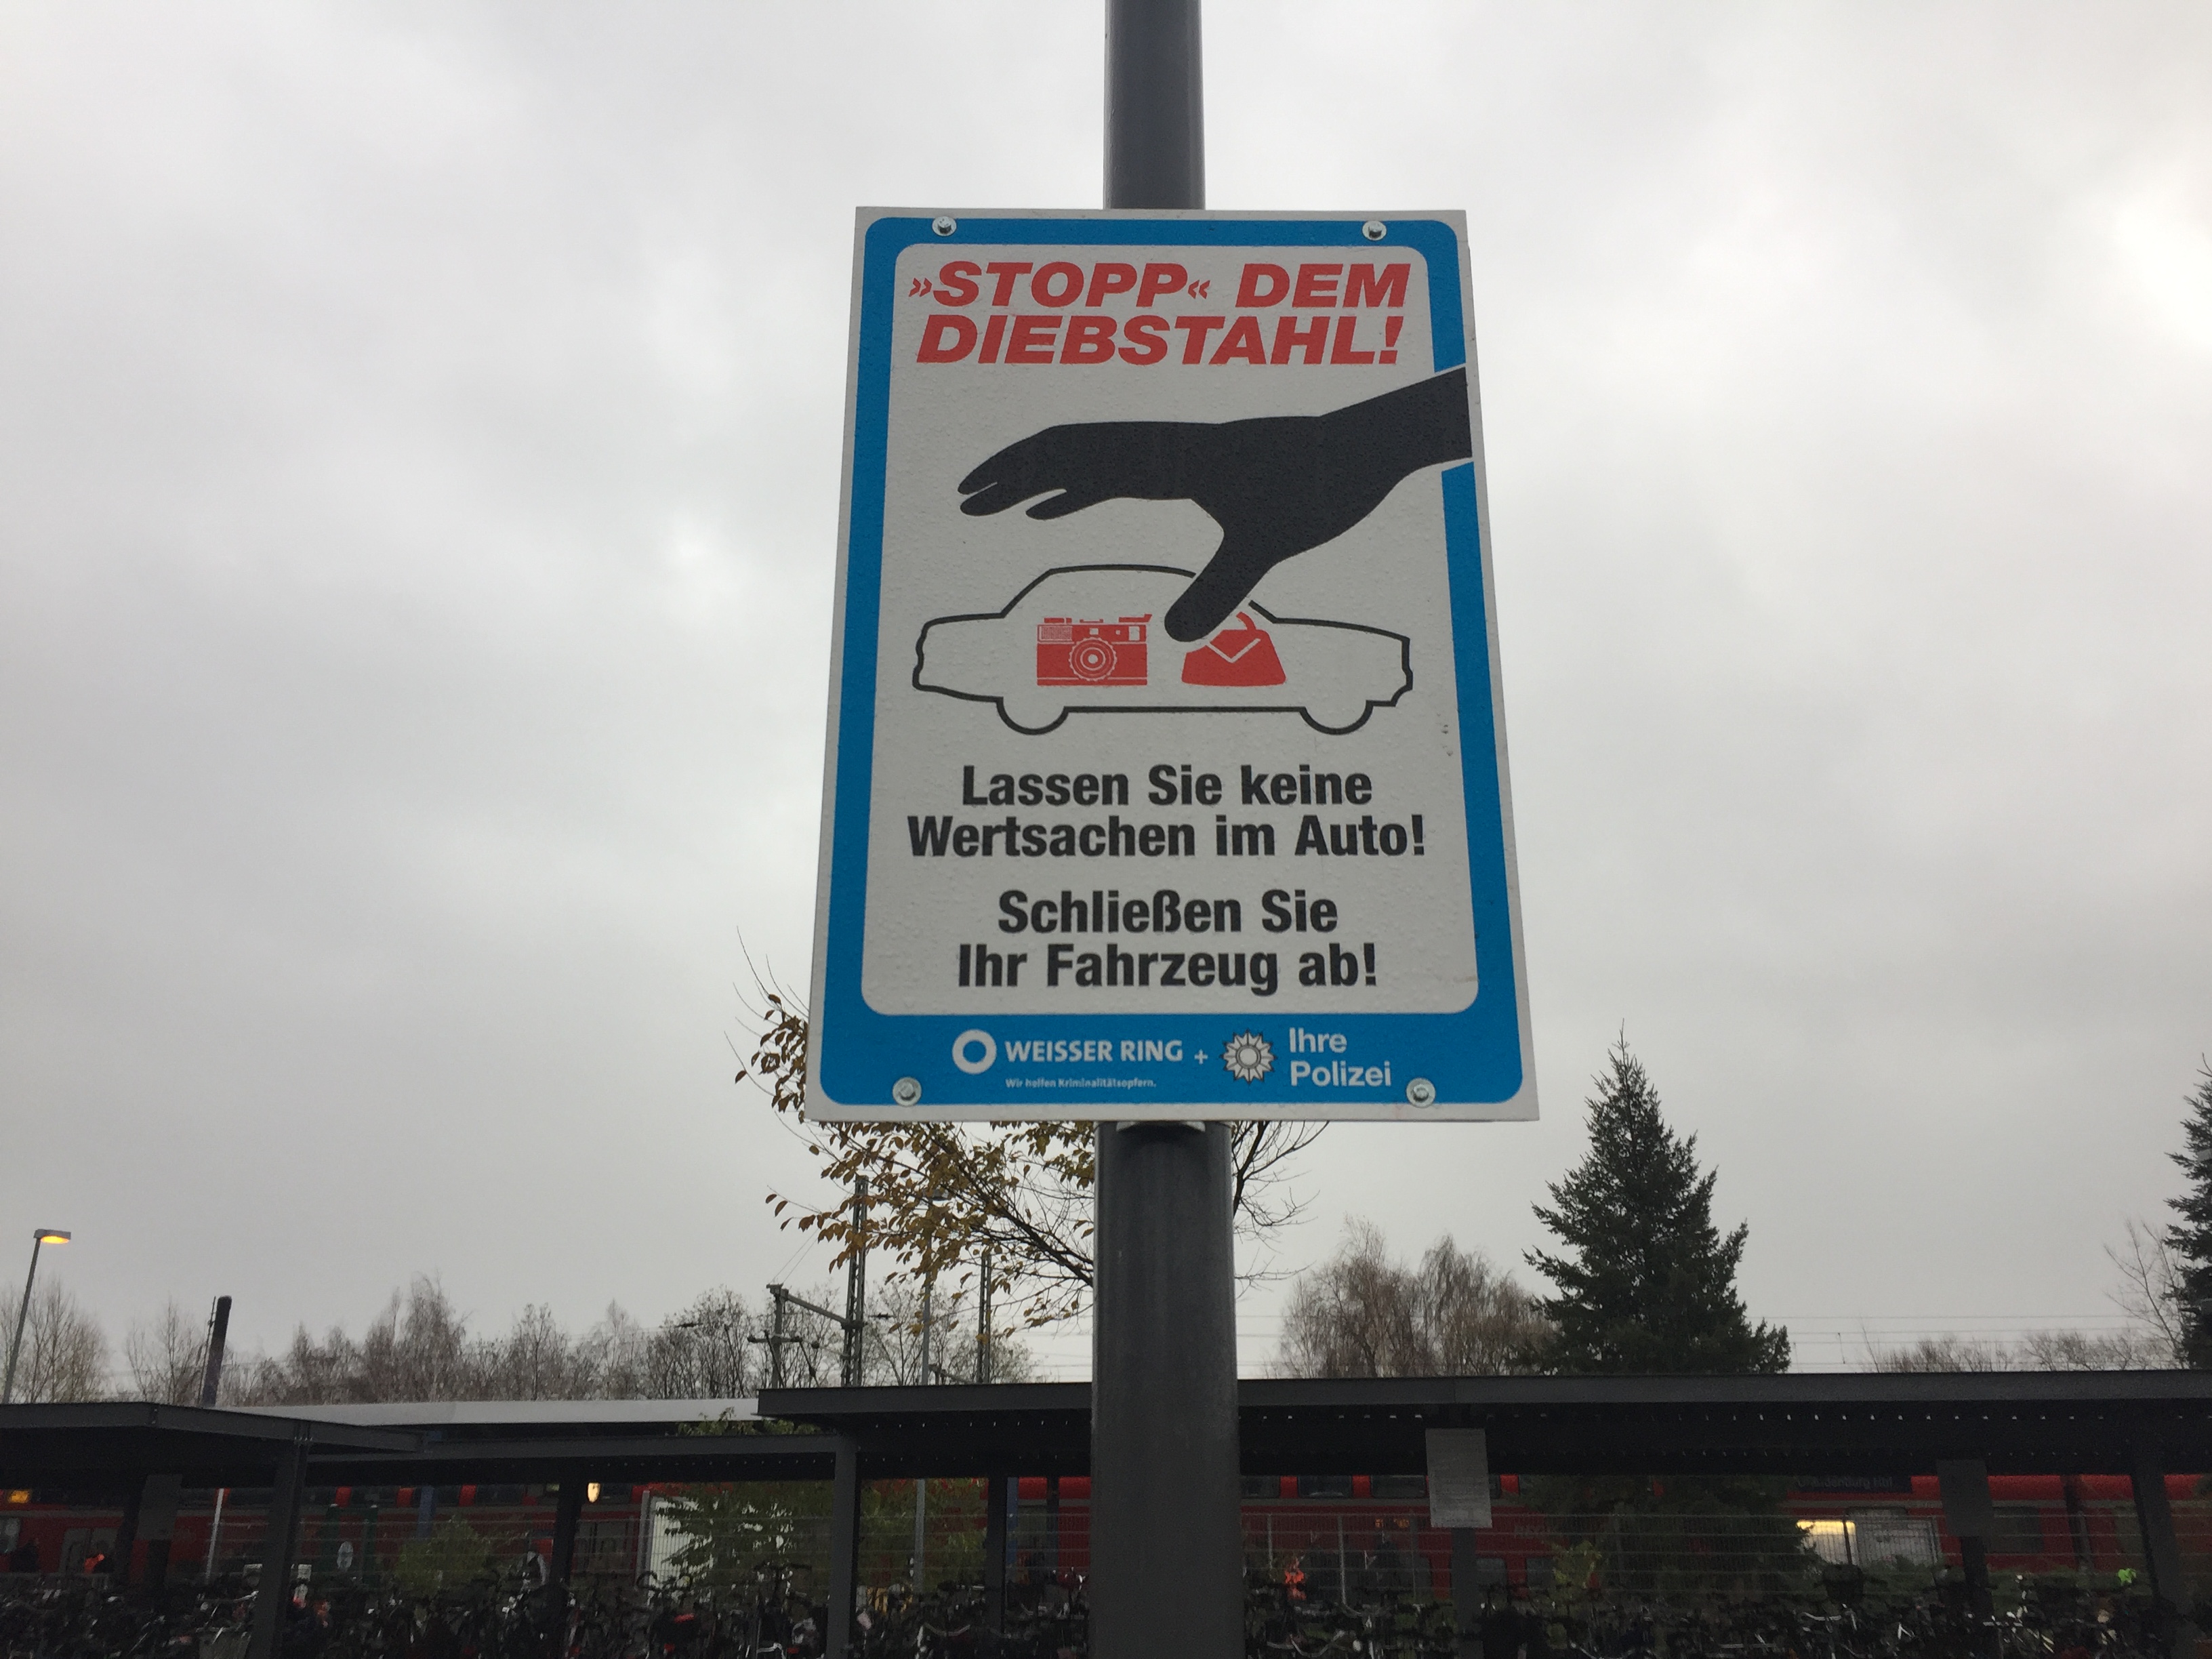 »STOPP« DEM
DIEBSTAHL!
Lassen Sie keine
Wertsachen im Auto!
Schließen Sie
Ihr Fahrzeug ab!
WEISSER RING + Ihre
Polizei
Wir helfen Kriminalitätsopfern.